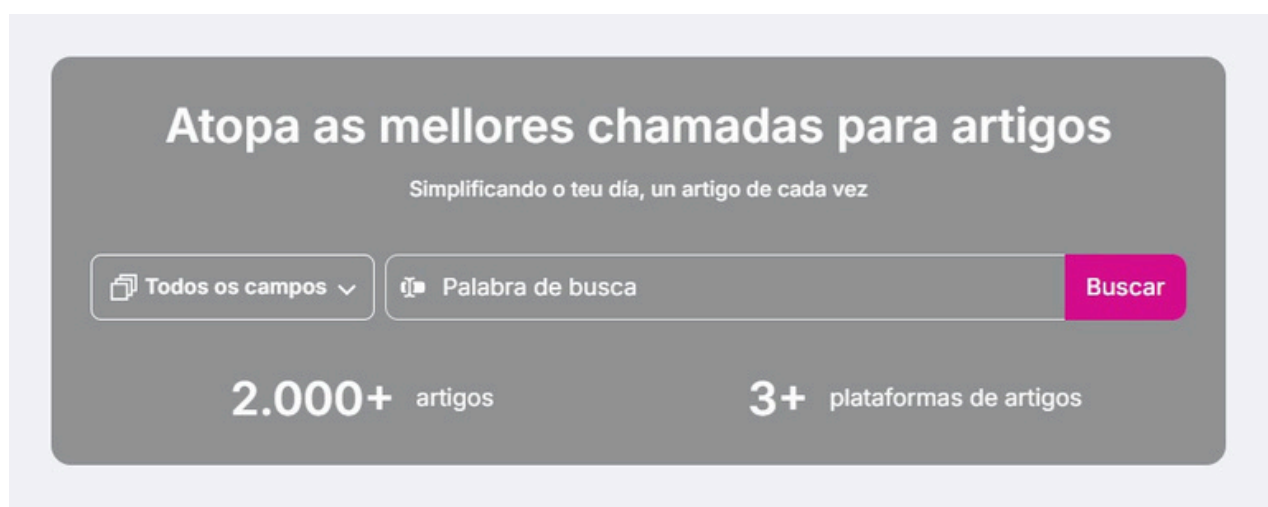 Atopa as mellores chamadas para artigos
Simplificando o teu día, un artigo de cada vez
Todos os campos
Palabra de busca
Buscar
2.000+ artigos
3+ plataformas de artigos